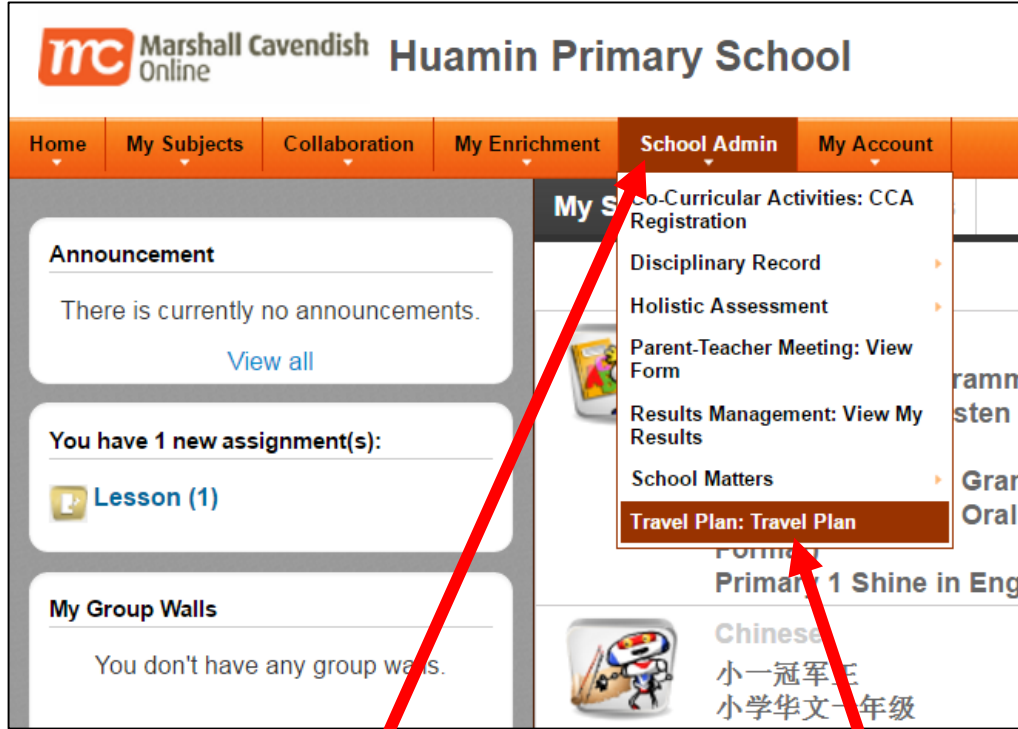 mc Marshall Cavendish
Online
Huamin Primary School
Home My Subjects Collaboration My Enrichment School Admin My Account
Announcement
There is currently no announcements.
View all
You have 1 new assignment(s):
Lesson (1)
My Group Walls
You don't have any group walls.
My S
Co-Curricular Activities: CCA
Registration
Disciplinary Record
Holistic Assessment
Parent-Teacher Meeting: View
Form
Results Management: View My
Results
School Matters
Travel Plan: Travel Plan
Primary 1 Shine in Eng
Chinese
小一冠军王
小学华文一年级